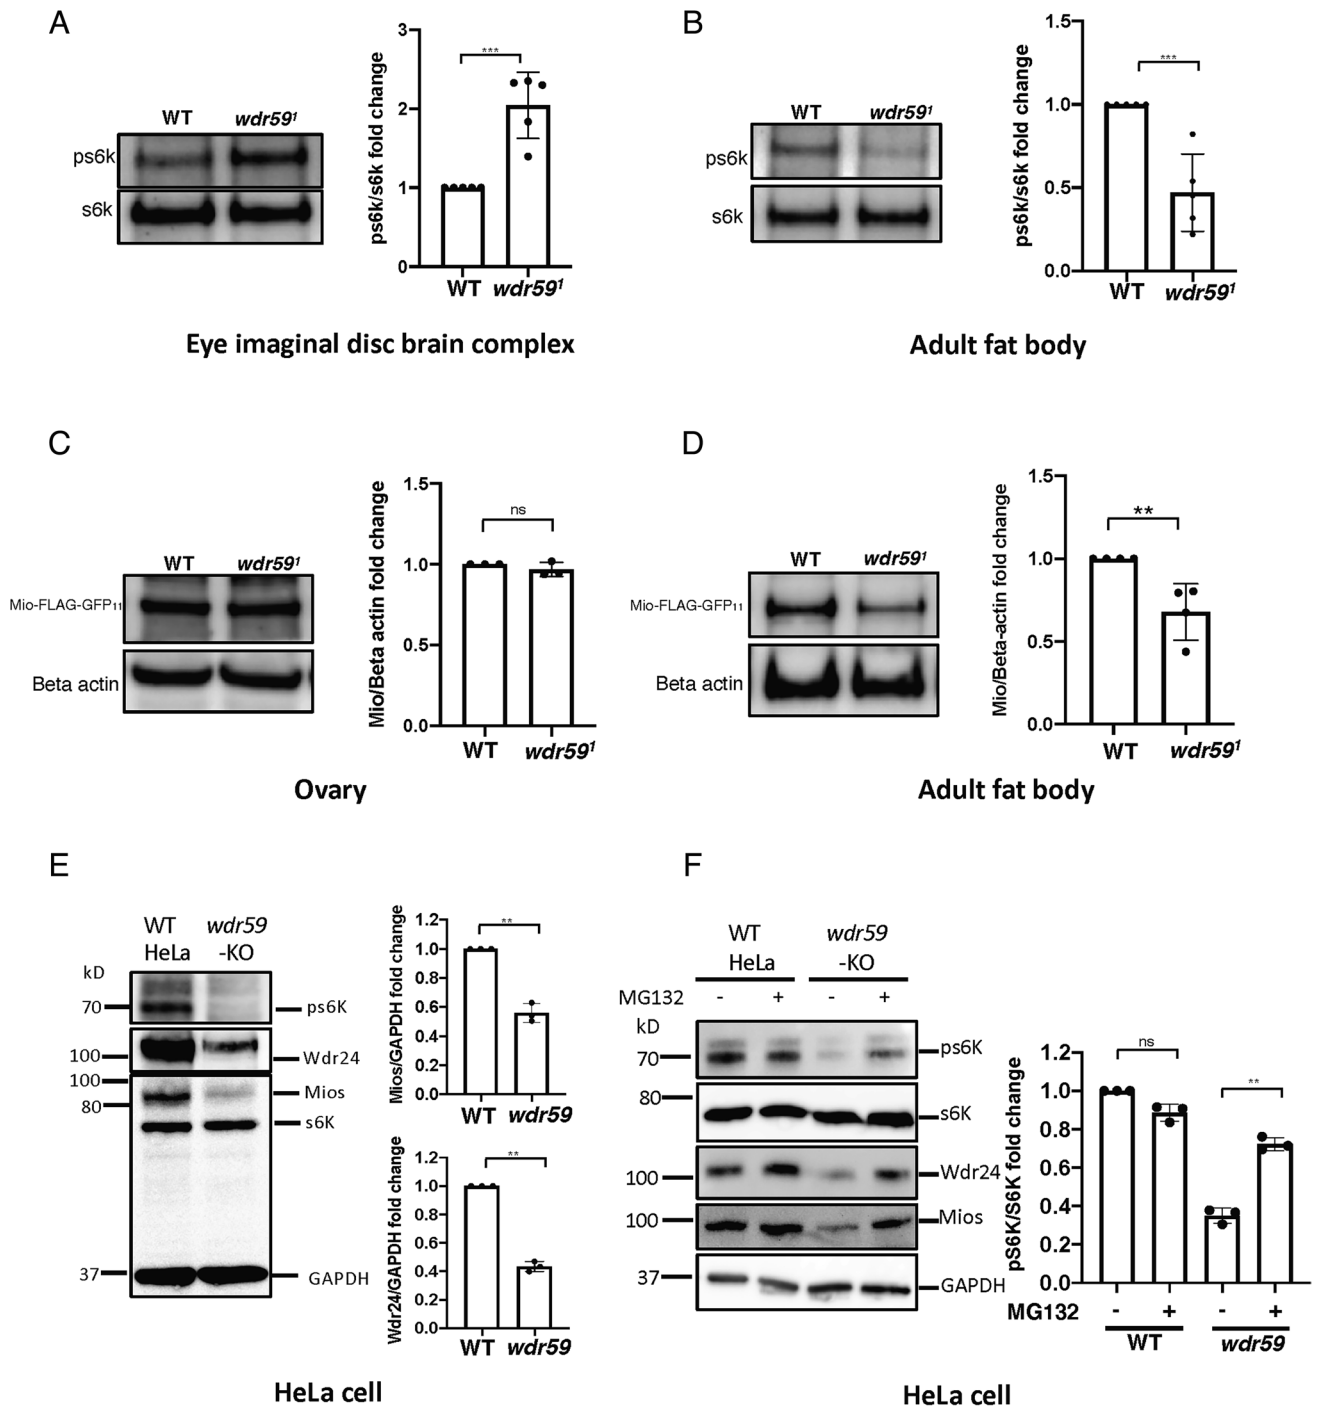 A
WT
wdr59¹
ps6k
s6k
ps6k/s6k fold change
3
2
1
0
***
WT
wdr59¹
Eye imaginal disc brain complex
B
WT
wdr59¹
ps6k
s6k
ps6k/s6k fold change
1.5
1.0
0.5
0.0
***
WT
wdr59¹
Adult fat body
C
WT
wdr59¹
Mio-FLAG-GFP₁₁
Beta actin
Mio/Beta actin fold change
1.5
1.0
0.5
0.0
ns
WT
wdr59¹
Ovary
D
WT
wdr59¹
Mio-FLAG-GFP₁₁
Beta actin
Mio/Beta-actin fold change
1.5
1.0
0.5
0.0
**
WT
wdr59¹
Adult fat body
E
WT
HeLa
wdr59
-KO
kD
70
100
100
80
37
ps6K
Wdr24
Mios
s6K
GAPDH
Mios/GAPDH fold change
1.2
1.0
0.8
0.6
0.4
0.2
0.0
**
WT
wdr59
Wdr24/GAPDH fold change
1.2
1.0
0.8
0.6
0.4
0.2
0.0
**
WT
wdr59
HeLa cell
F
WT
HeLa
wdr59
-KO
MG132
-
+
-
+
kD
70
80
100
100
37
ps6K
s6K
Wdr24
Mios
GAPDH
pS6K/S6K fold change
1.2
1.0
0.8
0.6
0.4
0.2
0.0
ns
**
MG132
-
+
-
+
WT
wdr59
HeLa cell